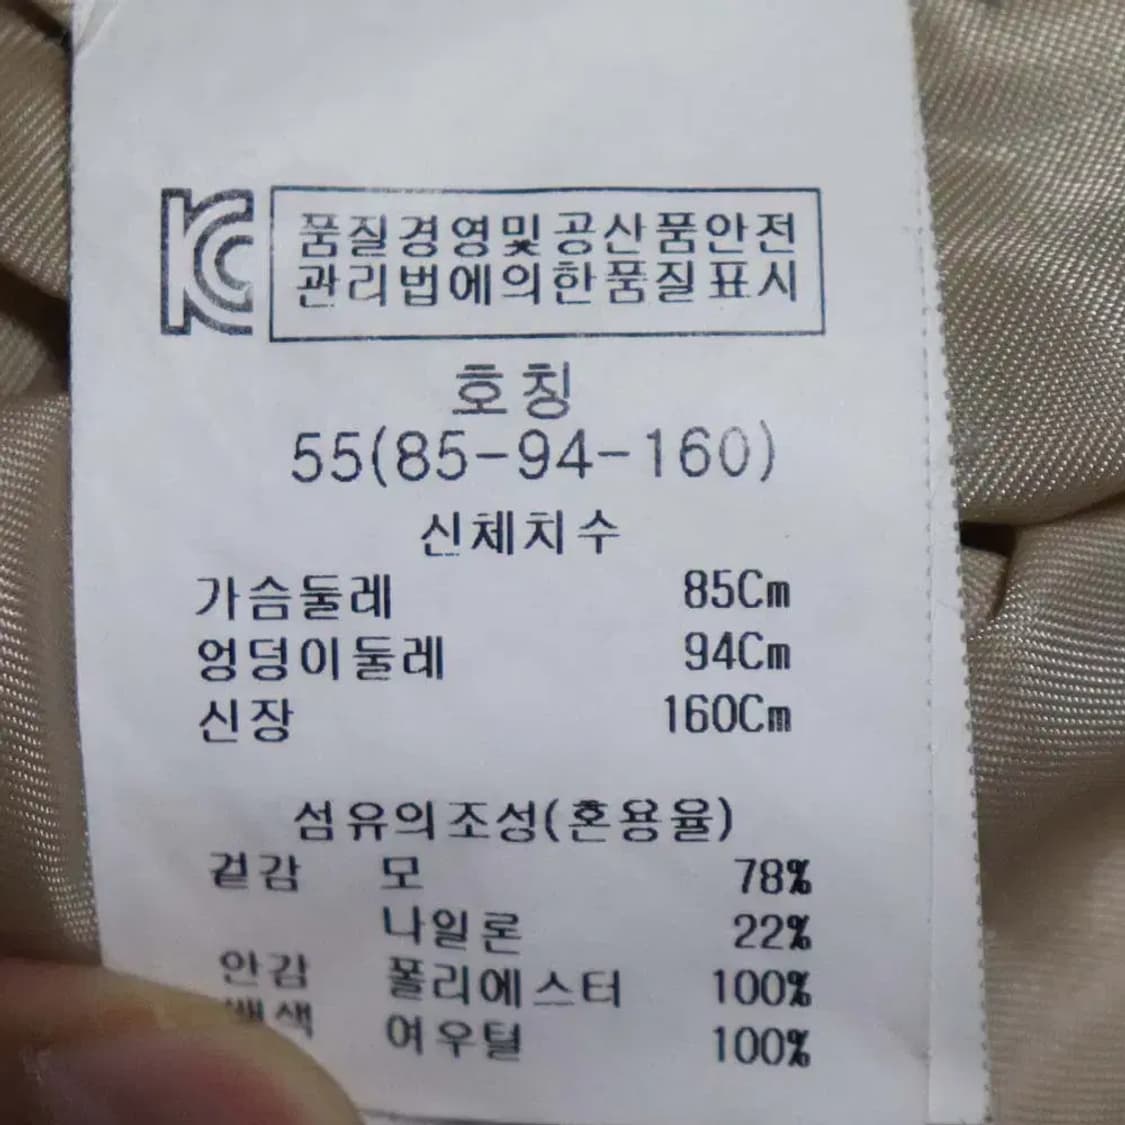 KC
품질경영및공산품안전
관리법에의한품질표시
호칭
55(85-94-160)
신체치수
가슴둘레 85Cm
엉덩이둘레 94Cm
신장 160Cm
섬유의조성(혼용율)
겉감 모 78%
나일론 22%
안감 폴리에스터 100%
여우털 100%